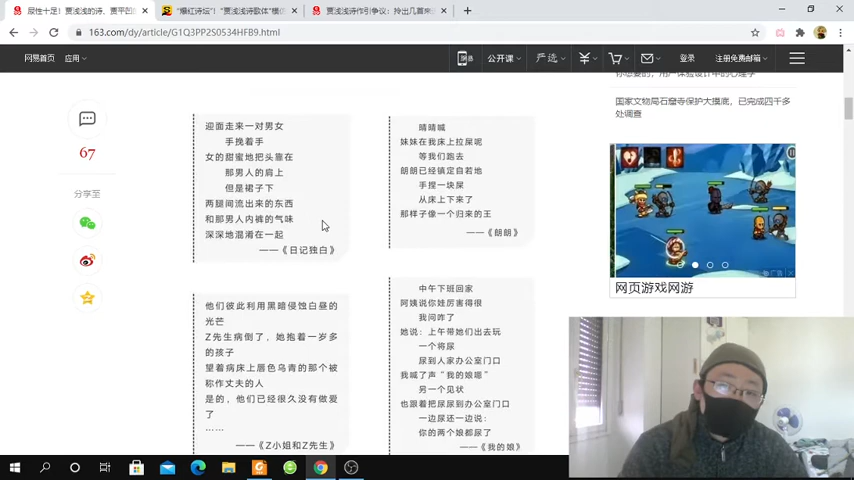 辰性十足！贾浅浅的诗、贾平凹
"爆红诗坛"！"贾浅浅诗歌体"模
贾浅浅诗作引争议：拎出几首来
163.com/dy/article/G1Q3PP2S0534HFB9.html
网易首页
应用
公开课
严选
登录
注册免费邮箱
67
分享至
迎面走来一对男女
手挽着手
女的甜蜜地把头靠在
那男人的肩上
但是裙子下
两腿间流出来的东西
和那男人内裤的气味
深深地混淆在一起
——《日记独白》
他们彼此利用黑暗侵蚀白昼的
光芒
Z先生病倒了，她抱着一岁多
的孩子
望着病床上唇色乌青的那个被
称作丈夫的人
是的，他们已经很久没有做爱
了
……
——《Z小姐和Z先生》
晴晴喊
妹妹在我床上拉屎呢
等我们跑去
朗朗已经镇定自若地
手捏一块屎
从床上下来了
那样子像一个归来的王
——《朗朗》
中午下班回家
阿姨说你娃厉害得很
我问咋了
她说：上午带她们出去玩
一个将尿
尿到人家办公室门口
我喊了声"我的娘嗯"
另一个见状
也跟着把尿尿到办公室门口
一边尿还一边说：
你的两个娘都尿了
——《我的娘》
国家文物局石窟寺保护大摸底，已完成四千多
处调查
广告
网页游戏网游